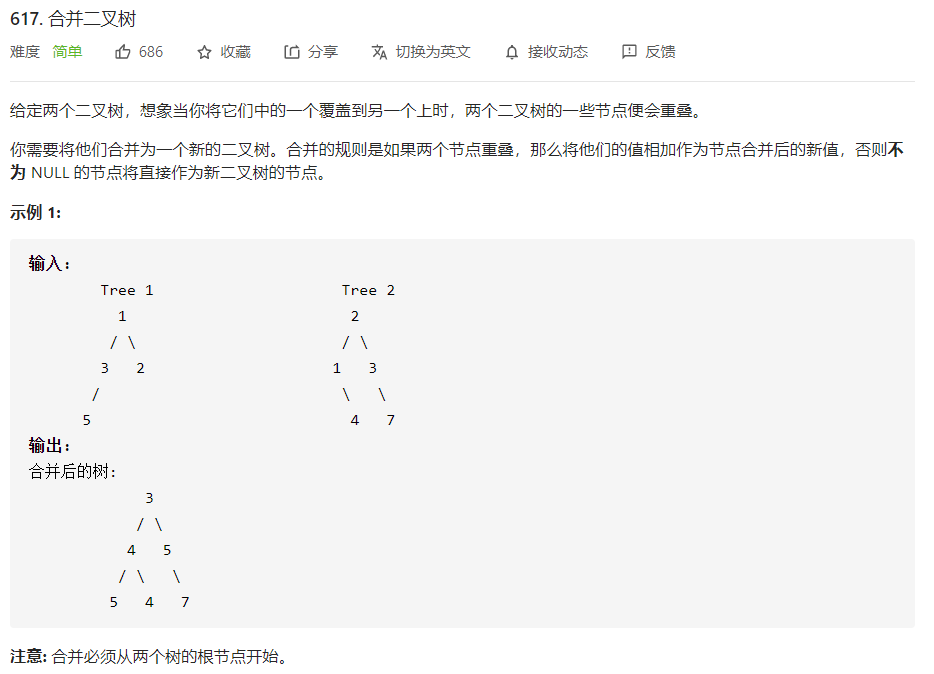 617. 合并二叉树
难度 简单 686 收藏 分享 切换为英文 接收动态 反馈
给定两个二叉树，想象当你将它们中的一个覆盖到另一个上时，两个二叉树的一些节点便会重叠。
你需要将他们合并为一个新的二叉树。合并的规则是如果两个节点重叠，那么将他们的值相加作为节点合并后的新值，否则不
为 NULL 的节点将直接作为新二叉树的节点。
示例 1:
输入:
Tree 1 Tree 2
1 2
/ \ / \
3 2 1 3
/ \ \
5 4 7
输出:
合并后的树:
3
/ \
4 5
/ \ \
5 4 7
注意: 合并必须从两个树的根节点开始。